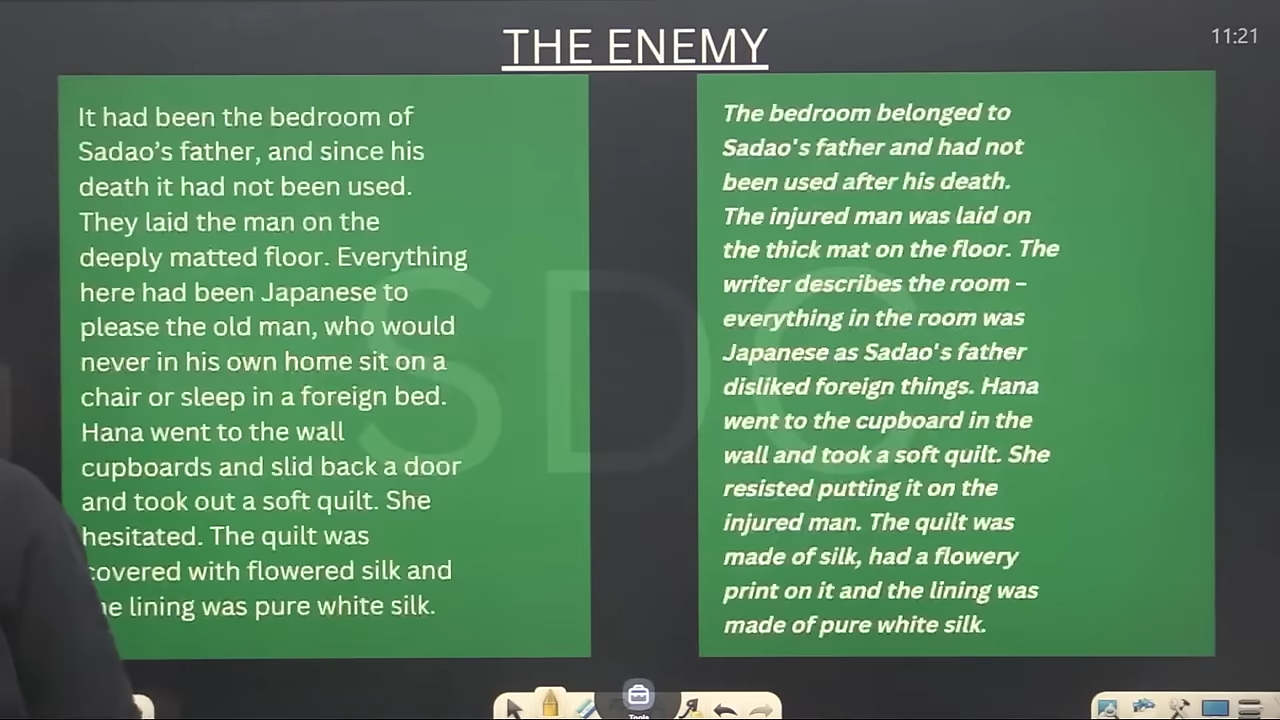 THE ENEMY
11:21
It had been the bedroom of
Sadao’s father, and since his
death it had not been used.
They laid the man on the
deeply matted floor. Everything
here had been Japanese to
please the old man, who would
never in his own home sit on a
chair or sleep in a foreign bed.
Hana went to the wall
cupboards and slid back a door
and took out a soft quilt. She
hesitated. The quilt was
covered with flowered silk and
lining was pure white silk.
The bedroom belonged to
Sadao's father and had not
been used after his death.
The injured man was laid on
the thick mat on the floor. The
writer describes the room –
everything in the room was
Japanese as Sadao's father
disliked foreign things. Hana
went to the cupboard in the
wall and took a soft quilt. She
resisted putting it on the
injured man. The quilt was
made of silk, had a flowery
print on it and the lining was
made of pure white silk.
SDC
Tools